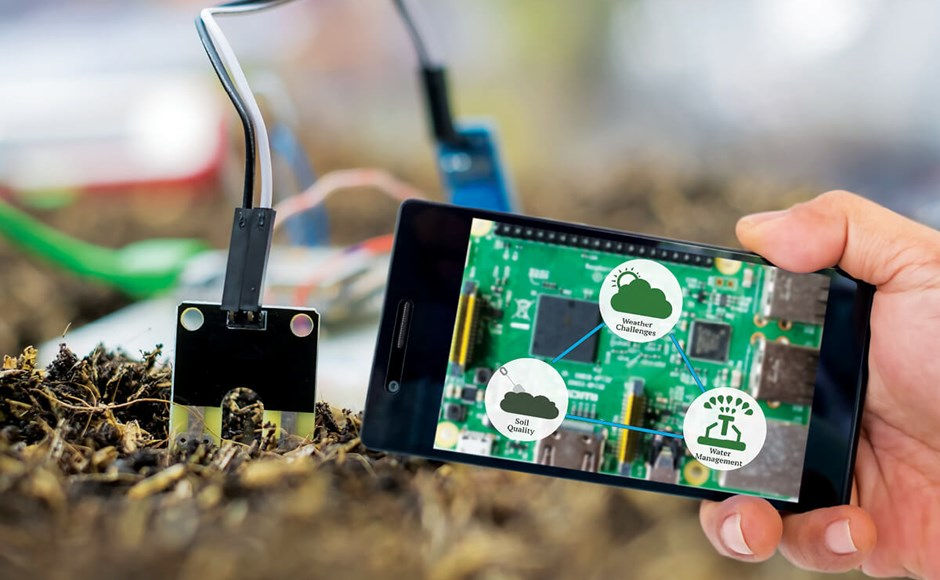 Weather
Challenges
Soil
Quality
Water
Management